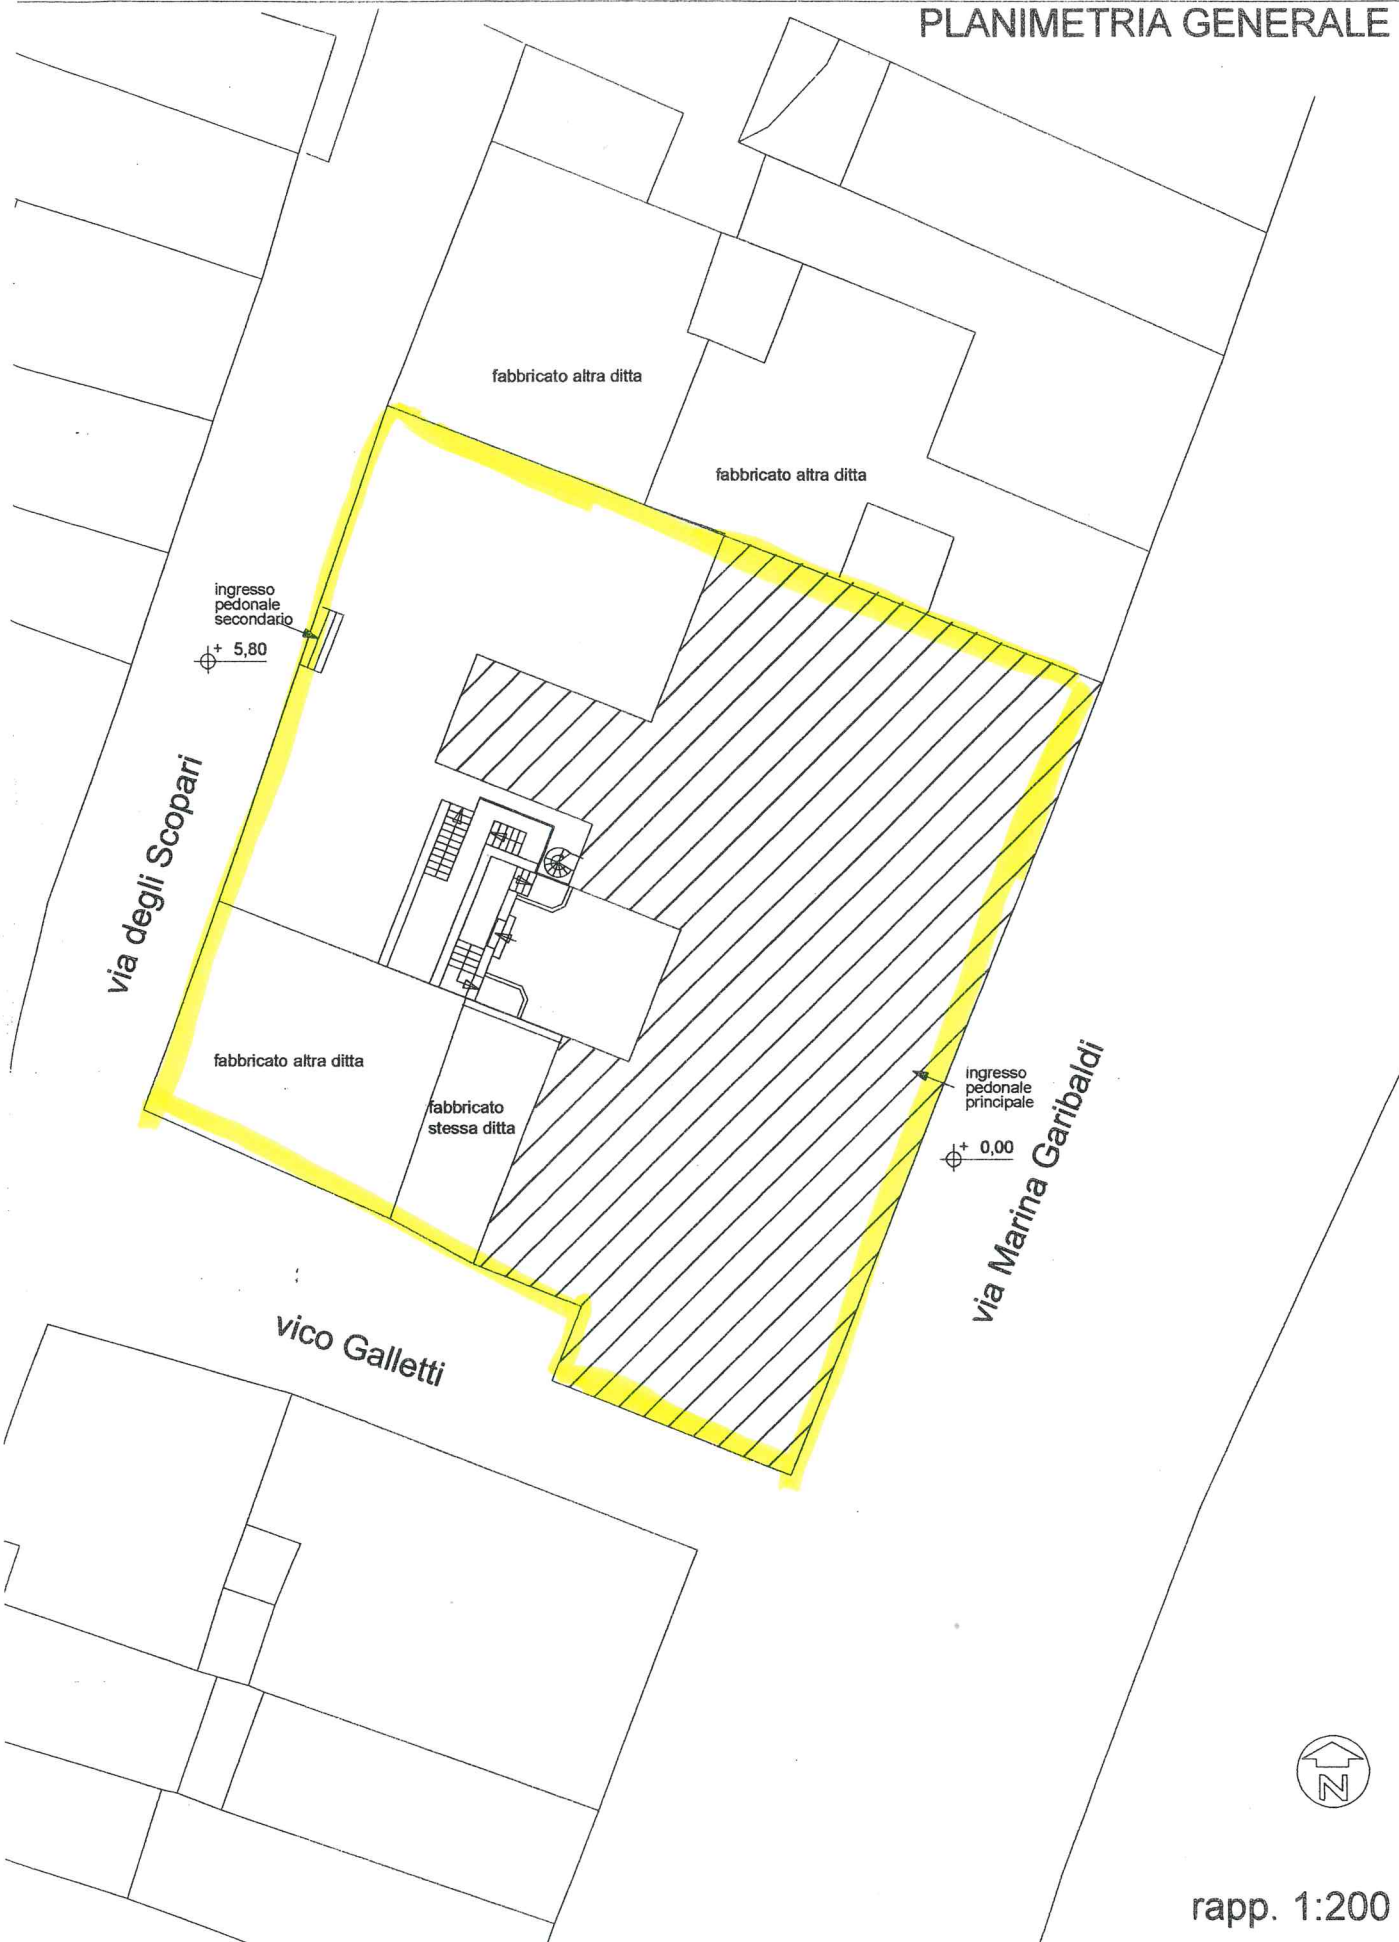 PLANIMETRIA GENERALE
fabbricato altra ditta
fabbricato altra ditta
ingresso
pedonale
secondario
+ 5,80
via degli Scopari
fabbricato altra ditta
fabbricato
stessa ditta
ingresso
pedonale
principale
+ 0,00
via Marina Garibaldi
vico Galletti
N
rapp. 1:200